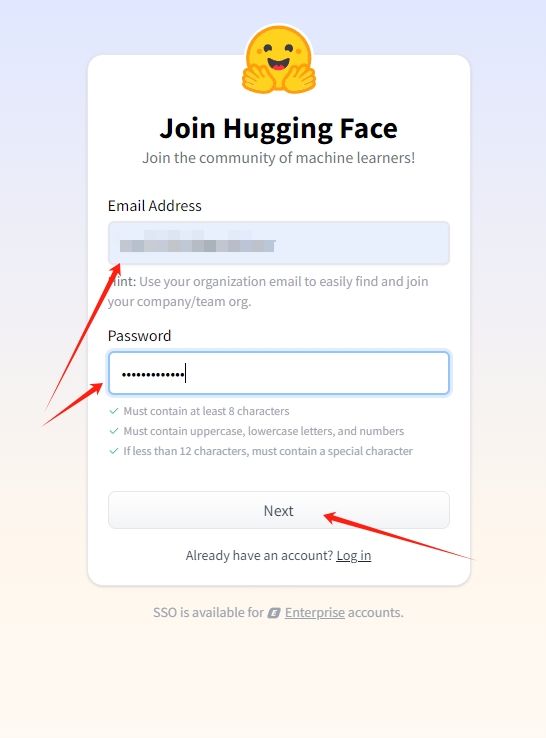 Join Hugging Face
Join the community of machine learners!
Email Address
Hint: Use your organization email to easily find and join
your company/team org.
Password
•••••••••••••
Must contain at least 8 characters
Must contain uppercase, lowercase letters, and numbers
If less than 12 characters, must contain a special character
Next
Already have an account? Log in
SSO is available for E Enterprise accounts.